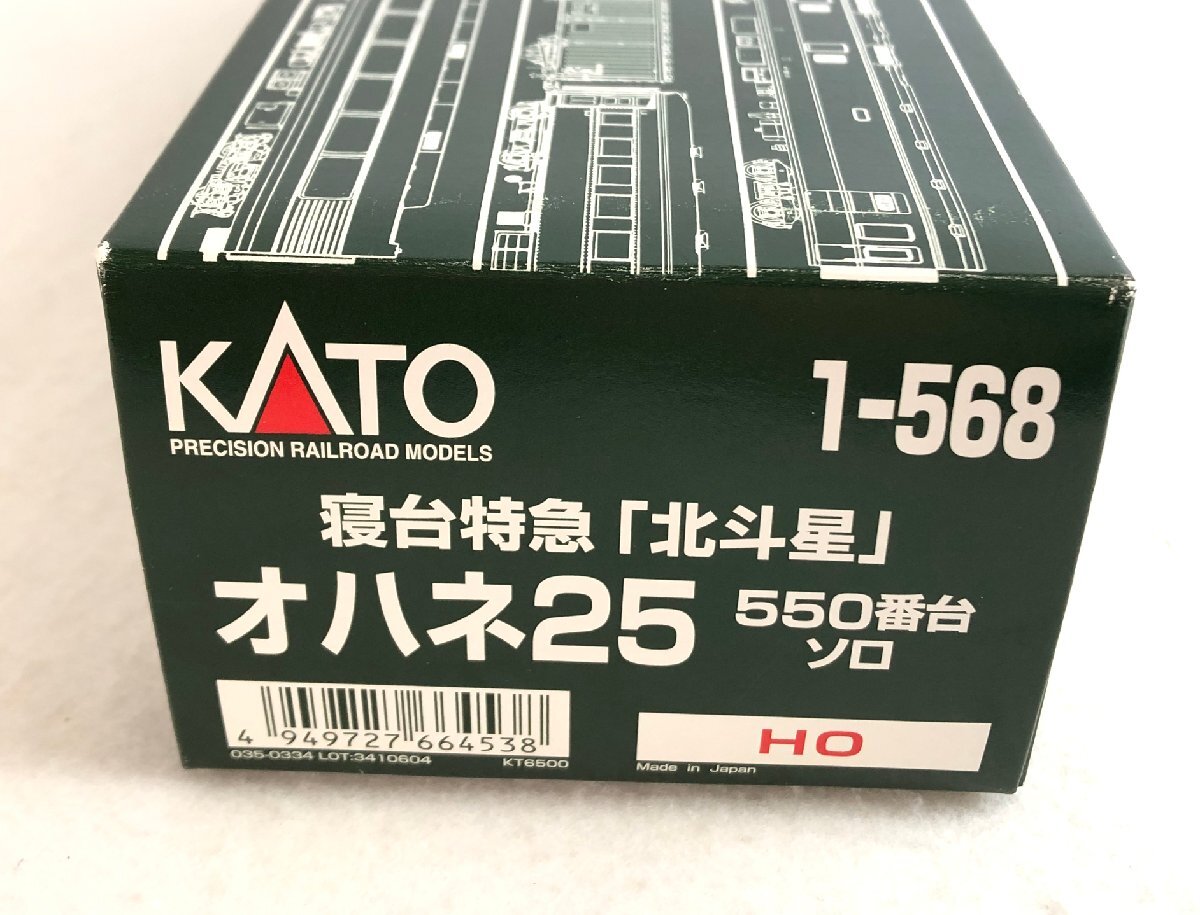 KATO
PRECISION RAILROAD MODELS
1-568
寝台特急「北斗星」
オハネ25
550番台
ソロ
4 949727 664538
035-0334 LOT:3410604 KT6500
HO
Made in Japan